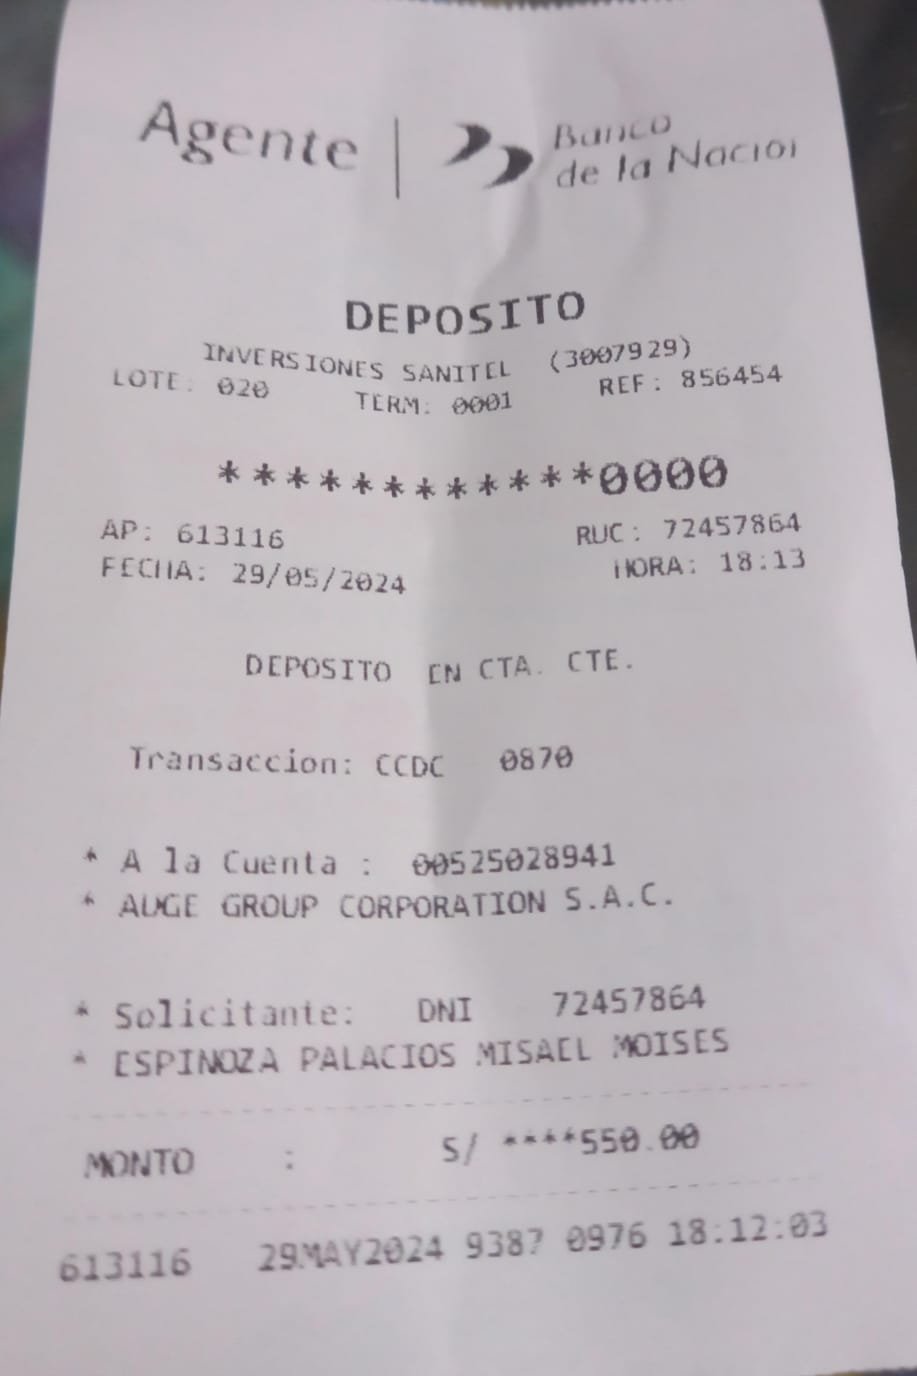 Agente | Banco
de la Nacion
DEPOSITO
INVERSIONES SANITEL (3007929)
LOTE: 020 TERM: 0001 REF: 856454
************0000
AP: 613116 RUC: 72457864
FECHA: 29/05/2024 HORA: 18:13
DEPOSITO EN CTA. CTE.
Transaccion: CCDC 0870
* A la Cuenta : 00525028941
* AUGE GROUP CORPORATION S.A.C.
* Solicitante: DNI 72457864
* ESPINOZA PALACIOS MISAEL MOISES
MONTO : S/ ****550.00
613116 29MAY2024 9387 0976 18:12:03